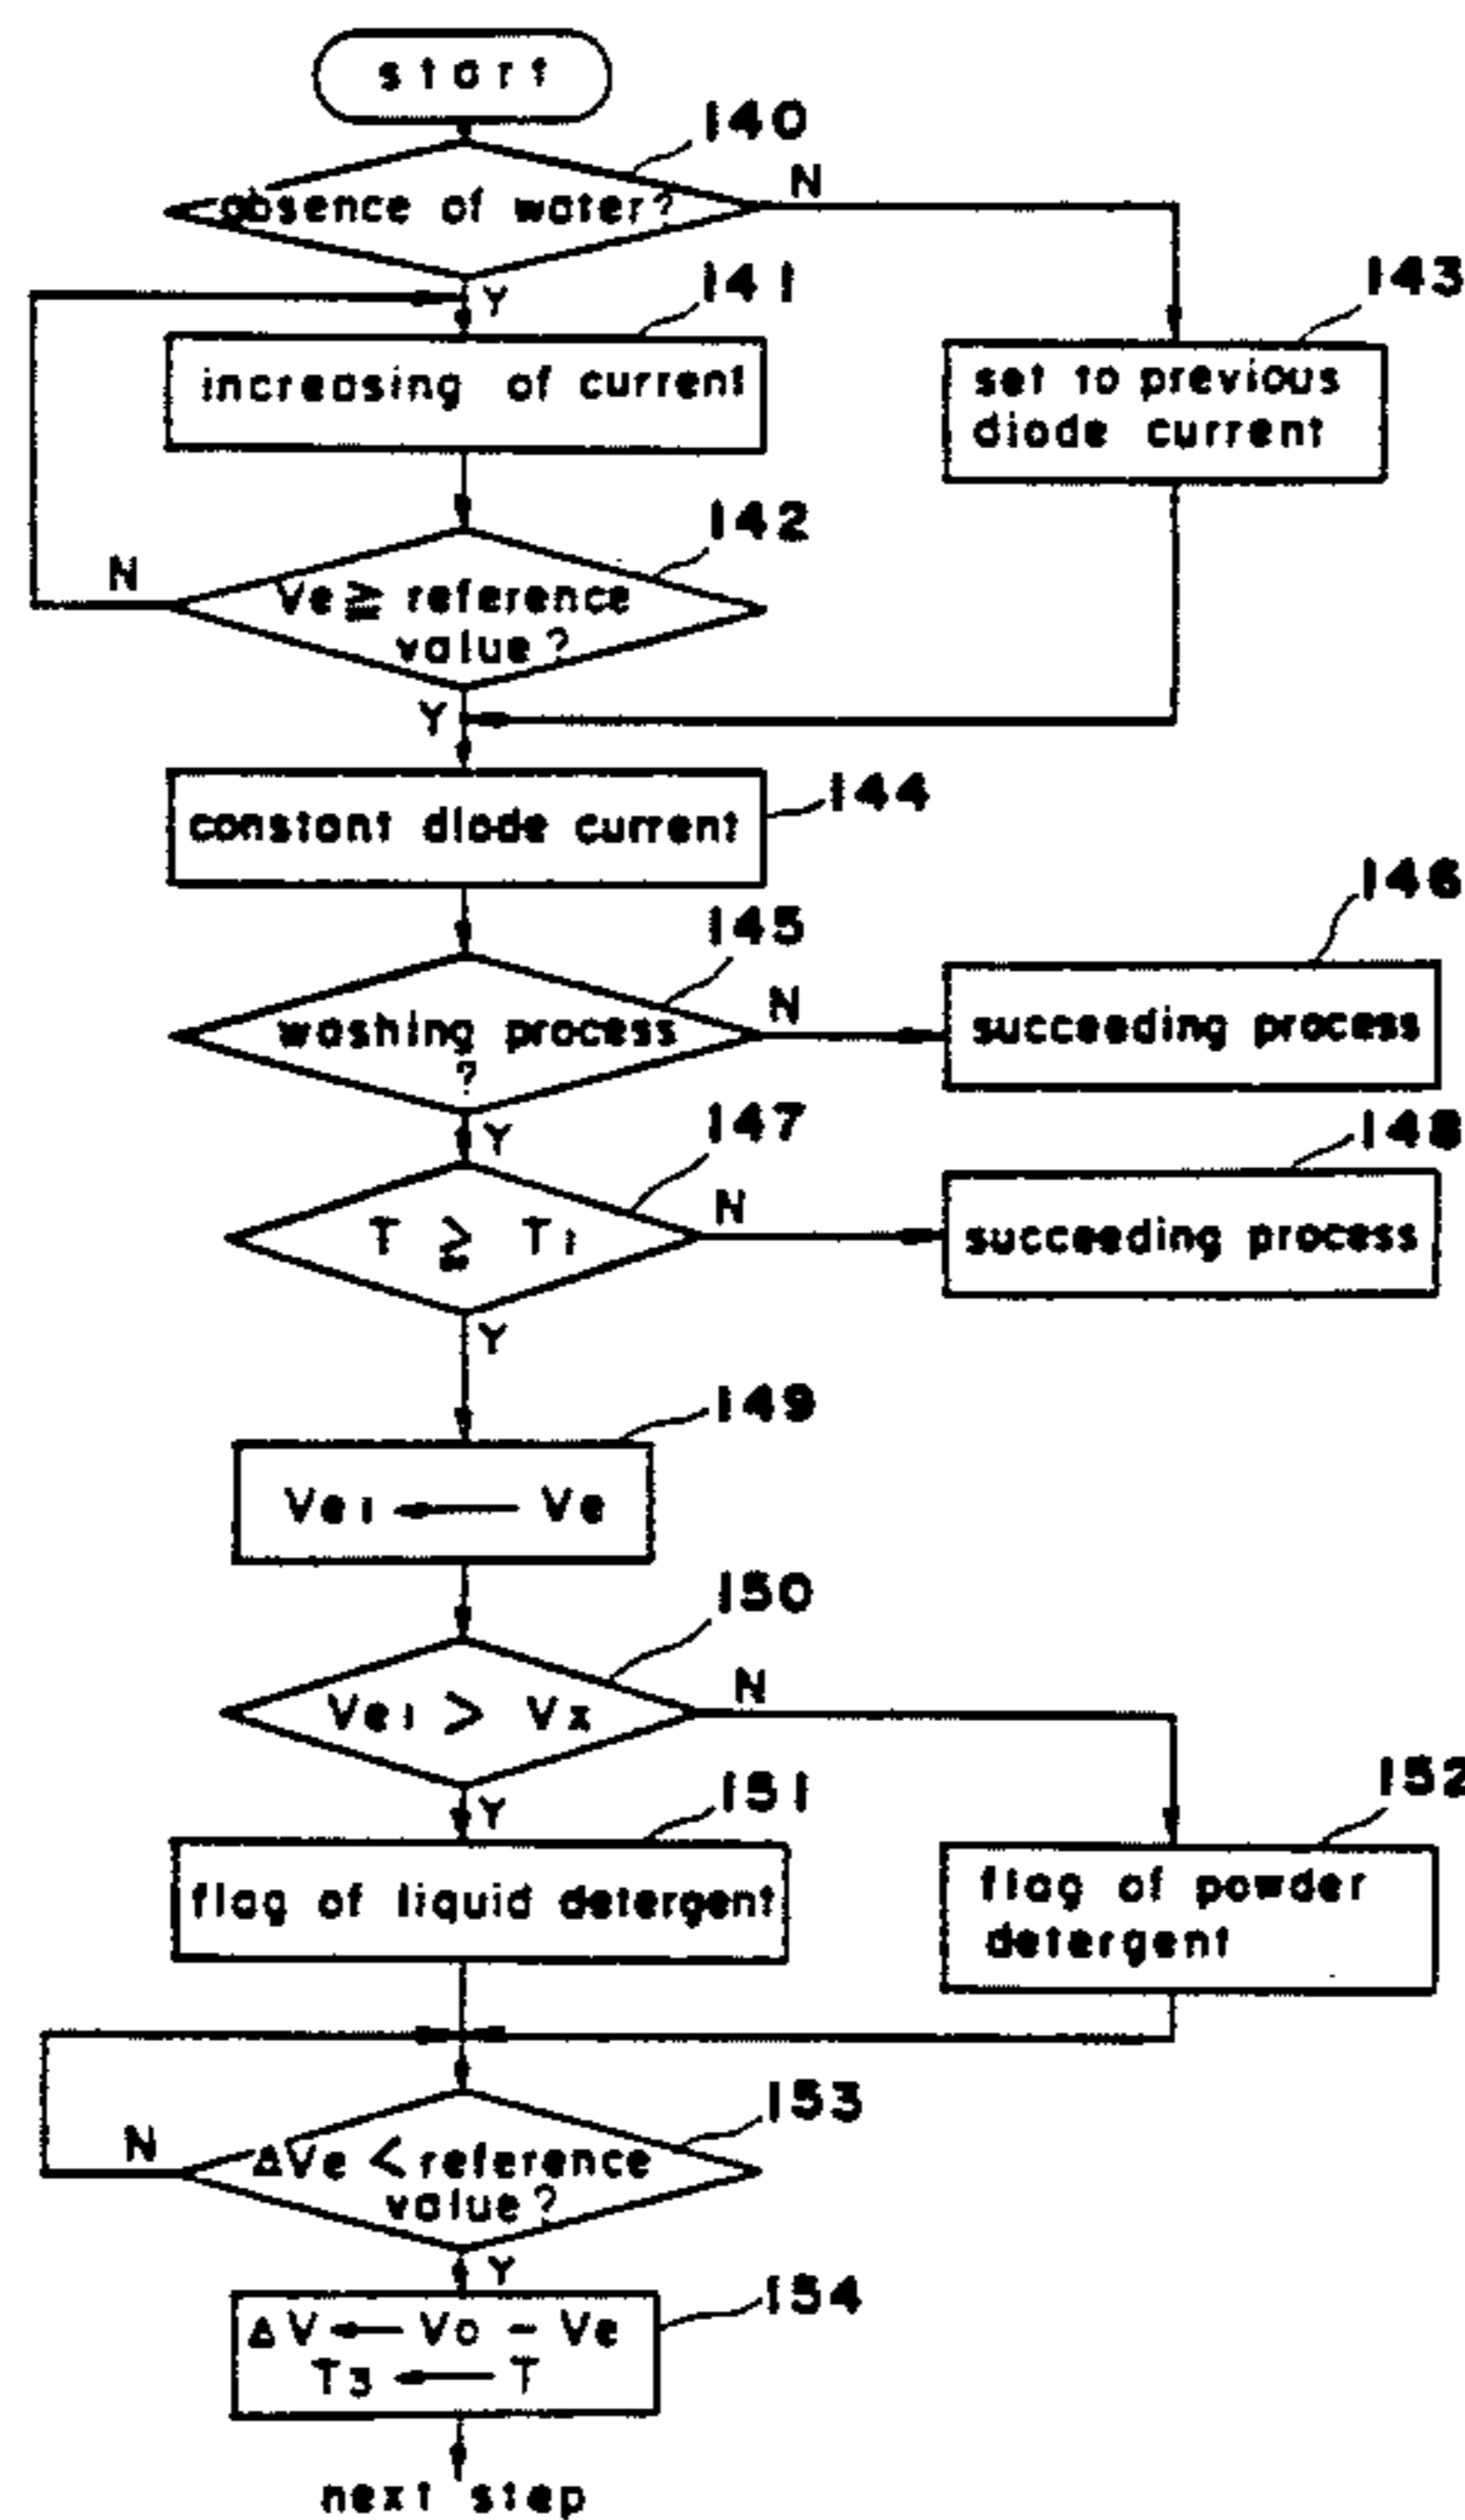 start
140
absence of water?
N
Y
141
143
increasing of current
set to previous
diode current
142
N
Ve ≧ reference
value?
Y
constant diode current
144
145
146
washing process
?
N
succeeding process
Y
147
148
T ≧ T1
N
succeeding process
Y
149
Ve1 ← Ve
150
Ve1 > Vx
N
Y
151
152
flag of liquid detergent
flag of powder
detergent
153
N
ΔVe < reference
value?
Y
154
ΔV ← Vo - Ve
T3 ← T
next step